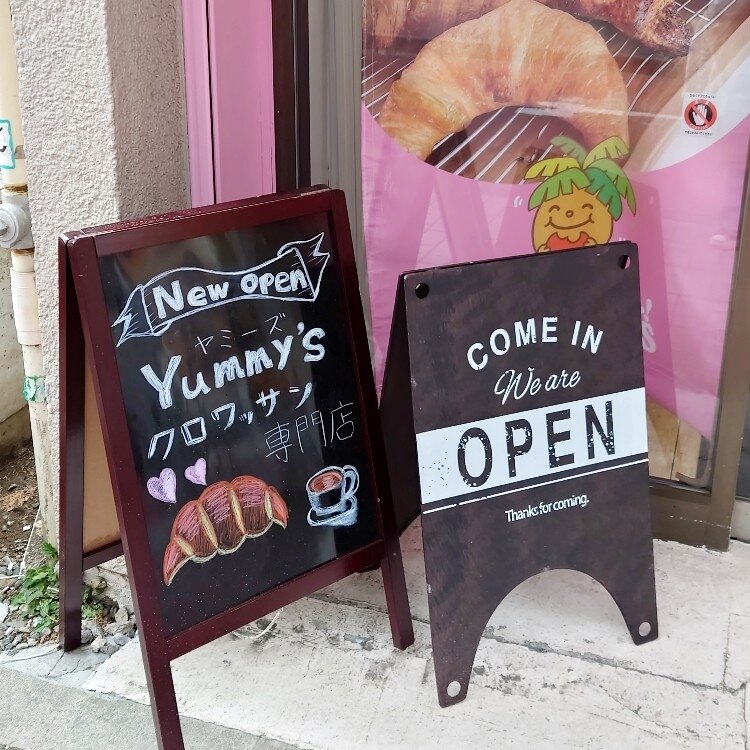 New open
ヤミーズ
Yummy's
クロワッサン
専門店
COME IN
We are
OPEN
Thanks for coming.